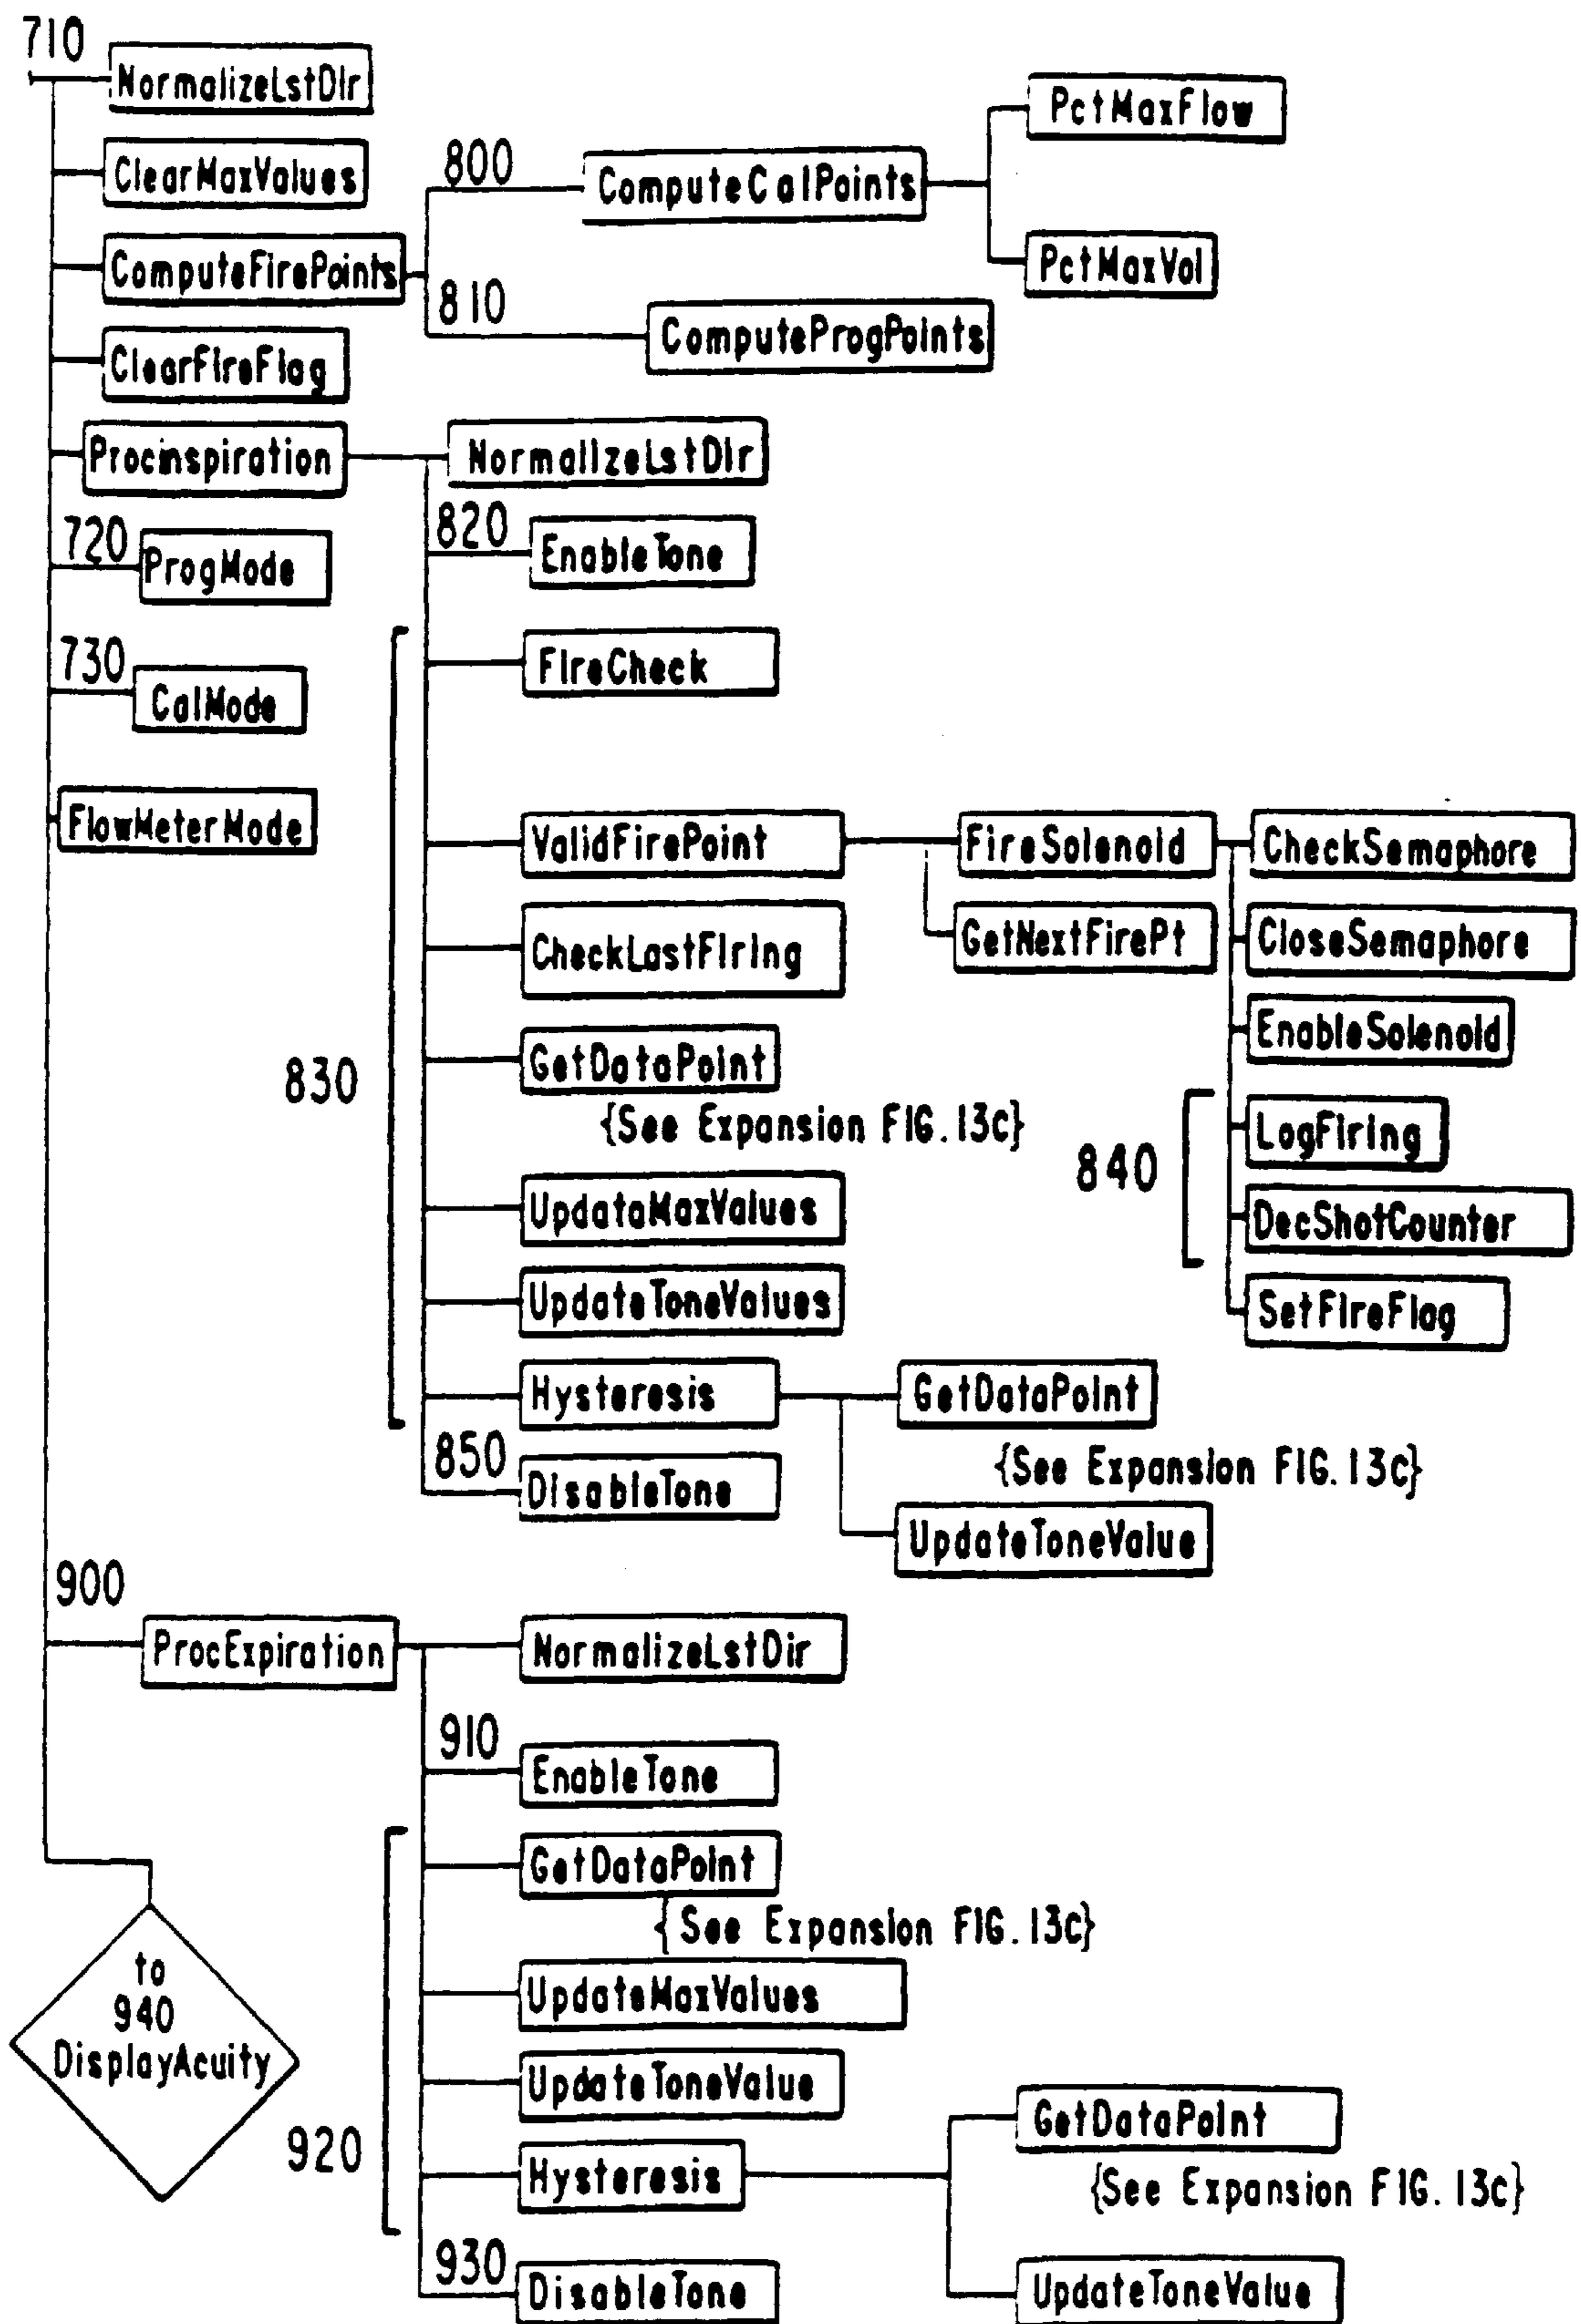 710
NormalizeLstDir
ClearMaxValues
ComputeFirePoints
800
ComputeCalPoints
PctMaxFlow
PctMaxVol
810
ComputeProgPoints
ClearFireFlag
Procinspiration
NormalizeLstDir
720
ProgMode
730
CalMode
FlowMeterMode
820
EnableTone
830
FireCheck
ValidFirePoint
FireSolenoid
CheckSemaphore
GetNextFirePt
CloseSemaphore
EnableSolenoid
840
LogFiring
DecShotCounter
SetFireFlag
CheckLastFiring
GetDataPoint
{See Expansion FIG. 13c}
UpdataMaxValues
UpdateToneValues
Hysteresis
GetDataPoint
{See Expansion FIG. 13c}
UpdateToneValue
850
DisableTone
900
ProcExpiration
NormalizeLstDir
910
EnableTone
920
GetDataPoint
{See Expansion FIG. 13c}
UpdateMaxValues
UpdateToneValue
Hysteresis
GetDataPoint
{See Expansion FIG. 13c}
UpdateToneValue
930
DisableTone
to
940
DisplayAcuity